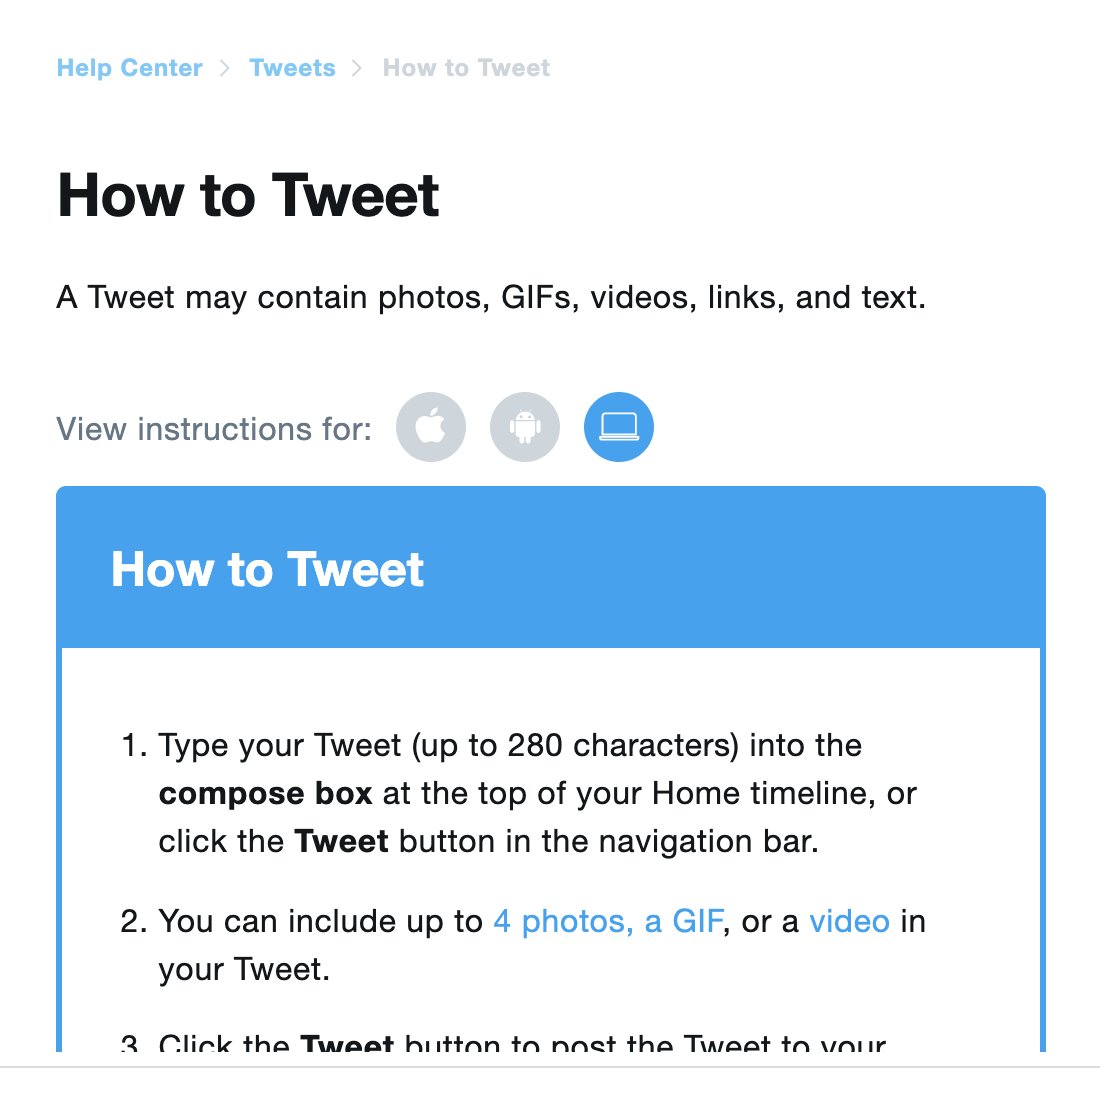 Help Center > Tweets > How to Tweet
How to Tweet
A Tweet may contain photos, GIFs, videos, links, and text.
View instructions for:
How to Tweet
1. Type your Tweet (up to 280 characters) into the
compose box at the top of your Home timeline, or
click the Tweet button in the navigation bar.
2. You can include up to 4 photos, a GIF, or a video in
your Tweet.
3. Click the Tweet button to post the Tweet to your